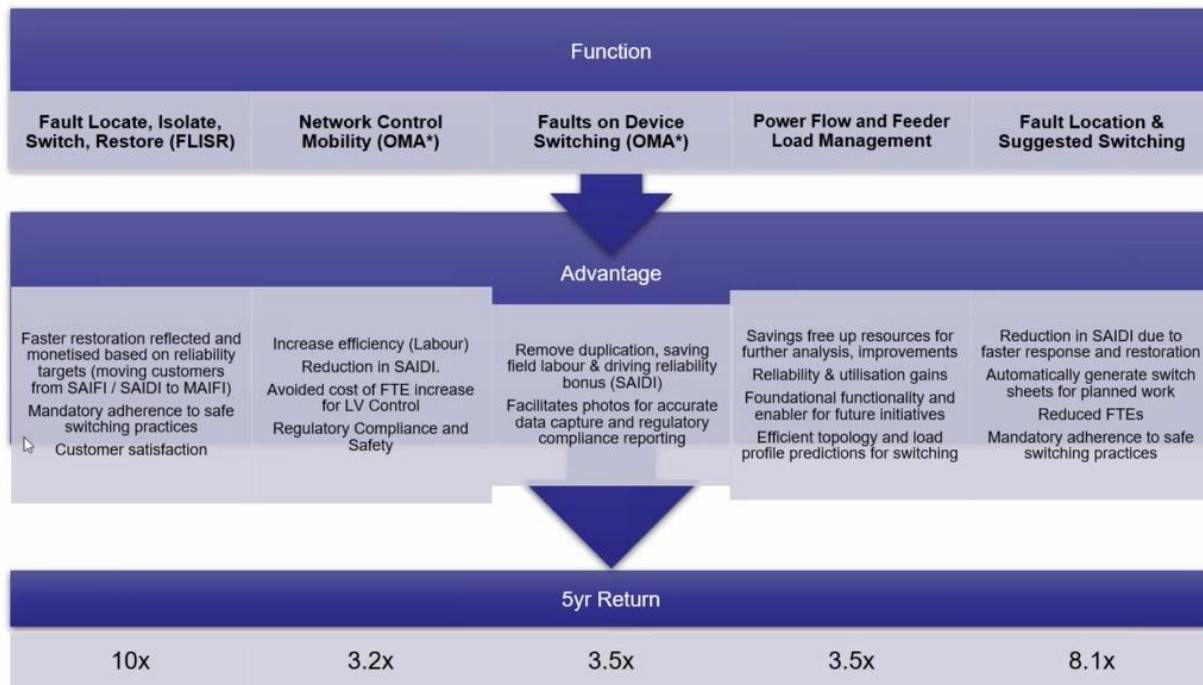 Function
Fault Locate, Isolate,
Switch, Restore (FLISR)
Network Control
Mobility (OMA*)
Faults on Device
Switching (OMA*)
Power Flow and Feeder
Load Management
Fault Location &
Suggested Switching
Advantage
Faster restoration reflected and
monetised based on reliability
targets (moving customers
from SAIFI / SAIDI to MAIFI)
Mandatory adherence to safe
switching practices
Customer satisfaction
Increase efficiency (Labour)
Reduction in SAIDI.
Avoided cost of FTE increase
for LV Control
Regulatory Compliance and
Safety
Remove duplication, saving
field labour & driving reliability
bonus (SAIDI)
Facilitates photos for accurate
data capture and regulatory
compliance reporting
Savings free up resources for
further analysis, improvements
Reliability & utilisation gains
Foundational functionality and
enabler for future initiatives
Efficient topology and load
profile predictions for switching
Reduction in SAIDI due to
faster response and restoration
Automatically generate switch
sheets for planned work
Reduced FTEs
Mandatory adherence to safe
switching practices
5yr Return
10x
3.2x
3.5x
3.5x
8.1x